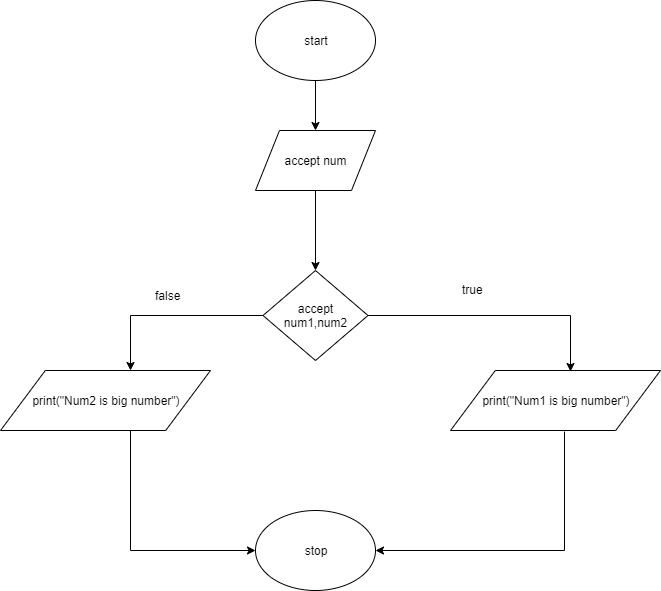 start
accept num
accept
num1,num2
false
true
print("Num2 is big number")
print("Num1 is big number")
stop